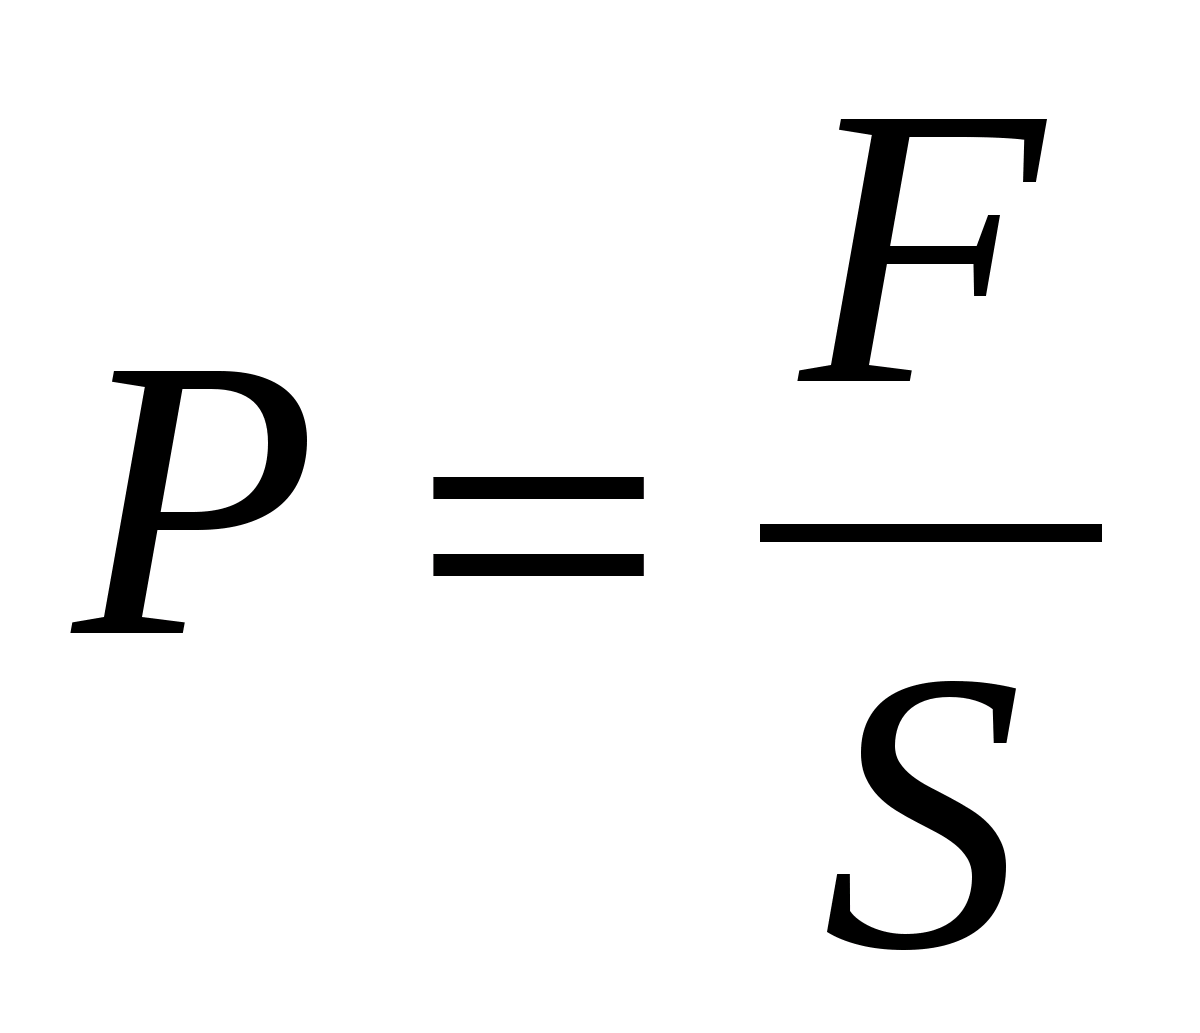 P = F/S